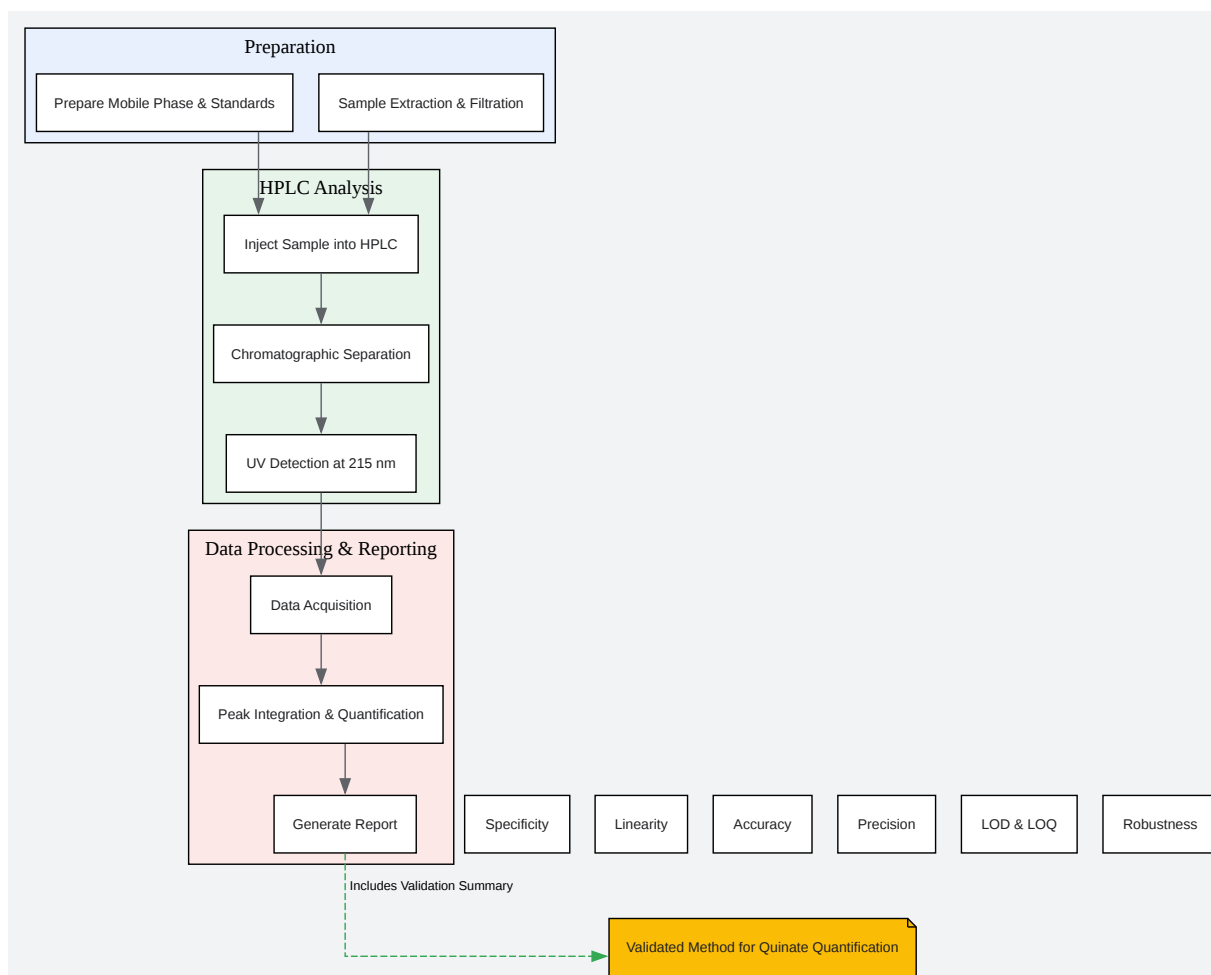 Preparation
Prepare Mobile Phase & Standards
Sample Extraction & Filtration
HPLC Analysis
Inject Sample into HPLC
Chromatographic Separation
UV Detection at 215 nm
Data Processing & Reporting
Data Acquisition
Peak Integration & Quantification
Generate Report
Specificity
Linearity
Accuracy
Precision
LOD & LOQ
Robustness
Includes Validation Summary
Validated Method for Quinate Quantification